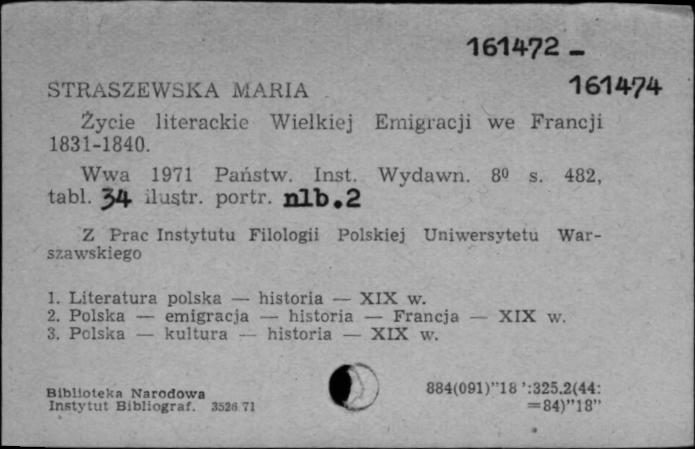 161472 -
161474
STRASZEWSKA MARIA
Życie literackie Wielkiej Emigracji we Francji
1831-1840.
Wwa 1971 Państw. Inst. Wydawn. 8⁰ s. 482,
tabl. 34 ilustr. portr. nlb.2
Z Prac Instytutu Filologii Polskiej Uniwersytetu War-
szawskiego
1. Literatura polska — historia — XIX w.
2. Polska — emigracja — historia — Francja — XIX w.
3. Polska — kultura — historia — XIX w.
Biblioteka Narodowa
Instytut Bibliograf. 3526 71
884(091)"18":325.2(44:
=84)"18"